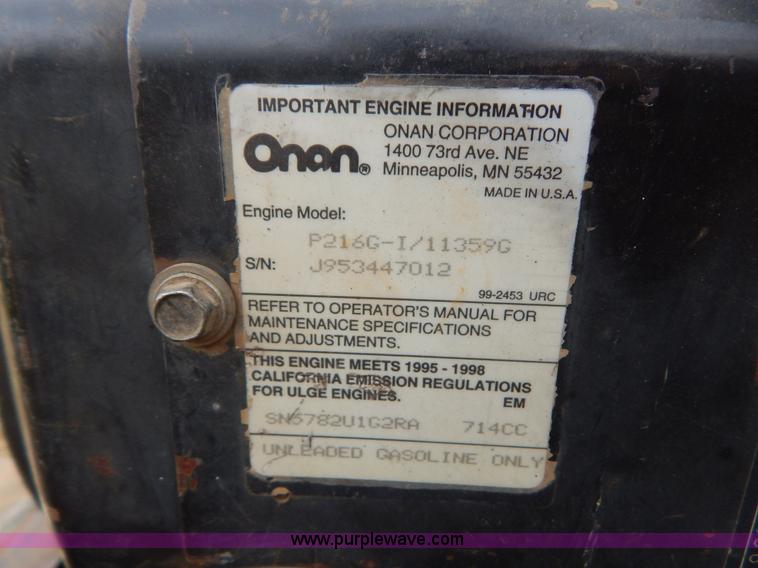 IMPORTANT ENGINE INFORMATION
Onan®
ONAN CORPORATION
1400 73rd Ave. NE
Minneapolis, MN 55432
MADE IN U.S.A.
Engine Model:
P216G-I/11359G
S/N: J953447012
99-2453 URC
REFER TO OPERATOR'S MANUAL FOR
MAINTENANCE SPECIFICATIONS
AND ADJUSTMENTS.
THIS ENGINE MEETS 1995 - 1998
CALIFORNIA EMISSION REGULATIONS
FOR ULGE ENGINES. EM
SN5782U1G2RA 714CC
UNLEADED GASOLINE ONLY
www.purplewave.com